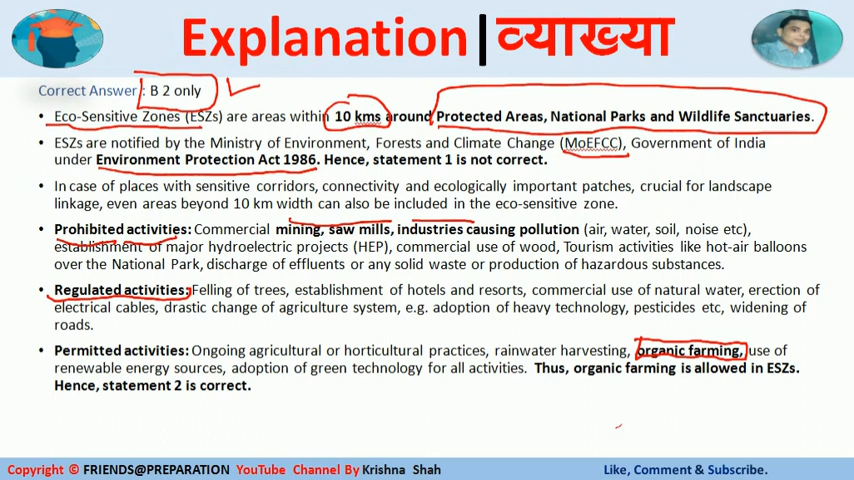 Explanation|व्याख्या
Correct Answer : B 2 only
• Eco-Sensitive Zones (ESZs) are areas within 10 kms around Protected Areas, National Parks and Wildlife Sanctuaries.
• ESZs are notified by the Ministry of Environment, Forests and Climate Change (MoEFCC), Government of India
under Environment Protection Act 1986. Hence, statement 1 is not correct.
• In case of places with sensitive corridors, connectivity and ecologically important patches, crucial for landscape
linkage, even areas beyond 10 km width can also be included in the eco-sensitive zone.
• Prohibited activities: Commercial mining, saw mills, industries causing pollution (air, water, soil, noise etc),
establishment of major hydroelectric projects (HEP), commercial use of wood, Tourism activities like hot-air balloons
over the National Park, discharge of effluents or any solid waste or production of hazardous substances.
• Regulated activities: Felling of trees, establishment of hotels and resorts, commercial use of natural water, erection of
electrical cables, drastic change of agriculture system, e.g. adoption of heavy technology, pesticides etc, widening of
roads.
• Permitted activities: Ongoing agricultural or horticultural practices, rainwater harvesting, organic farming, use of
renewable energy sources, adoption of green technology for all activities. Thus, organic farming is allowed in ESZs.
Hence, statement 2 is correct.
Copyright © FRIENDS@PREPARATION YouTube Channel By Krishna Shah Like, Comment & Subscribe.